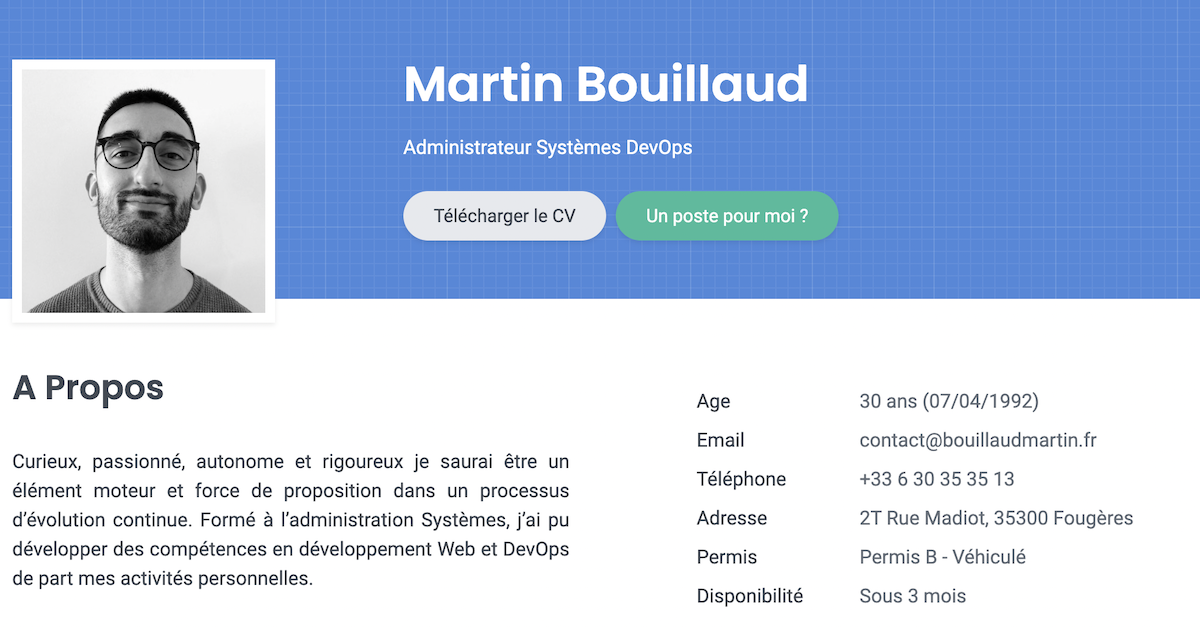 Martin Bouillaud
Administrateur Systèmes DevOps
Télécharger le CV
Un poste pour moi ?
A Propos
Curieux, passionné, autonome et rigoureux je saurai être un
élément moteur et force de proposition dans un processus
d’évolution continue. Formé à l’administration Systèmes, j’ai pu
développer des compétences en développement Web et DevOps
de part mes activités personnelles.
Age 30 ans (07/04/1992)
Email contact@bouillaudmartin.fr
Téléphone +33 6 30 35 35 13
Adresse 2T Rue Madiot, 35300 Fougères
Permis Permis B - Véhiculé
Disponibilité Sous 3 mois